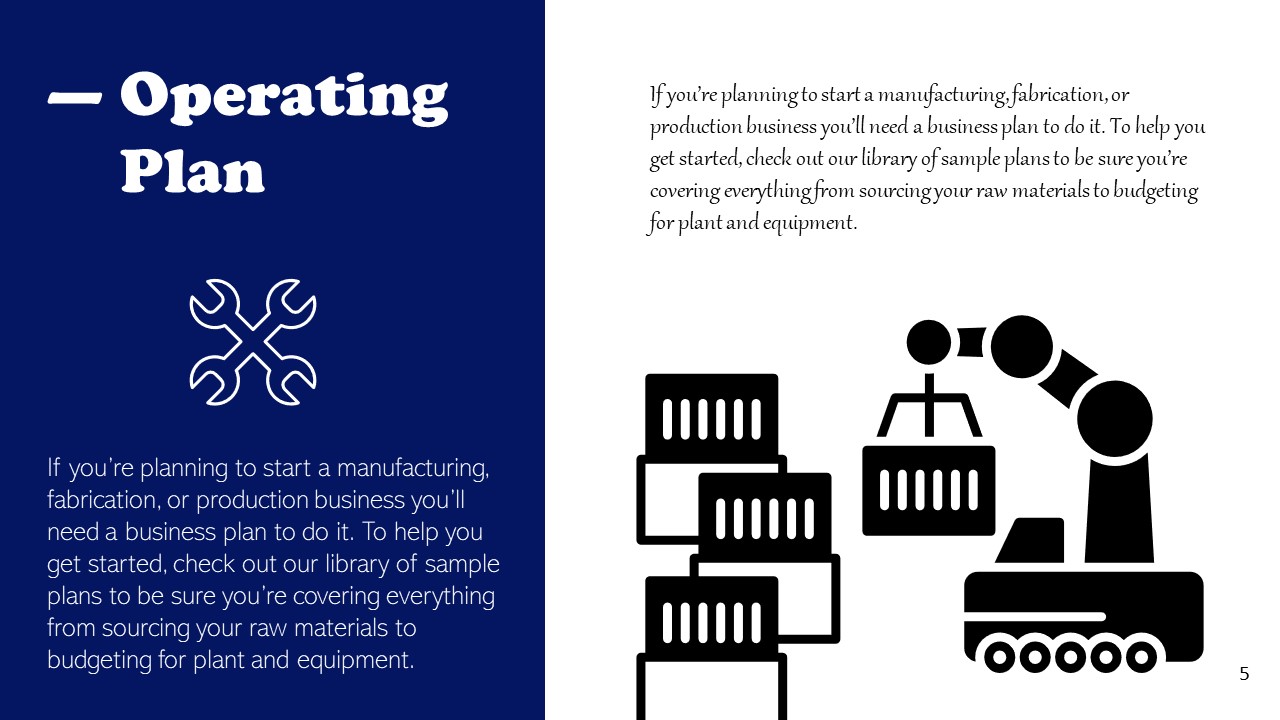 — Operating
Plan
If you're planning to start a manufacturing,
fabrication, or production business you'll
need a business plan to do it. To help you
get started, check out our library of sample
plans to be sure you're covering everything
from sourcing your raw materials to
budgeting for plant and equipment.
If you're planning to start a manufacturing, fabrication, or
production business you'll need a business plan to do it. To help you
get started, check out our library of sample plans to be sure you're
covering everything from sourcing your raw materials to budgeting
for plant and equipment.
5